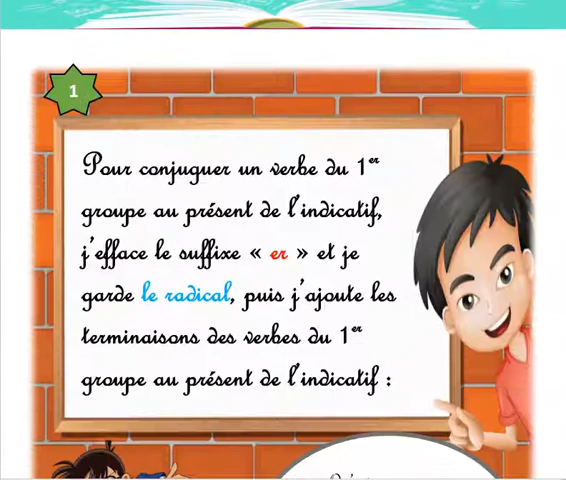 1
Pour conjuguer un verbe du 1er
groupe au présent de l'indicatif,
j'efface le suffixe « er » et je
garde le radical, puis j'ajoute les
terminaisons des verbes du 1er
groupe au présent de l'indicatif :